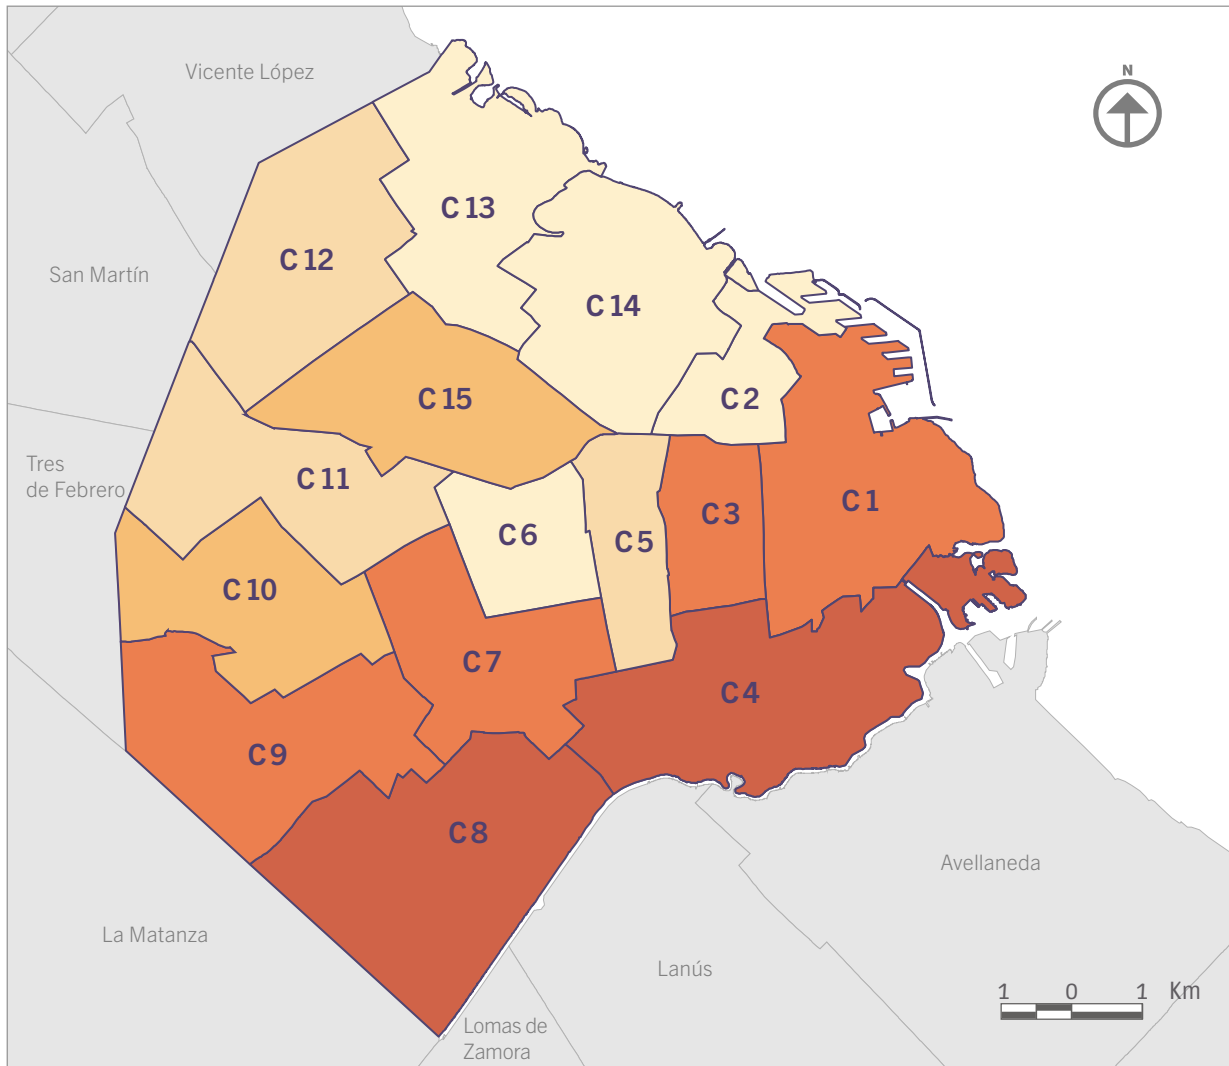 Vicente López
N
C 13
C 12
San Martín
C 14
C 15
C 2
Tres
de Febrero
C 11
C 1
C 3
C 6
C 5
C 10
C 7
C 4
C 9
C 8
Avellaneda
La Matanza
Lanús
1 0 1 Km
Lomas de
Zamora